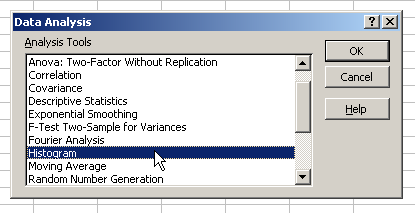 Data Analysis
Analysis Tools
Anova: Two-Factor Without Replication
Correlation
Covariance
Descriptive Statistics
Exponential Smoothing
F-Test Two-Sample for Variances
Fourier Analysis
Histogram
Moving Average
Random Number Generation
OK
Cancel
Help